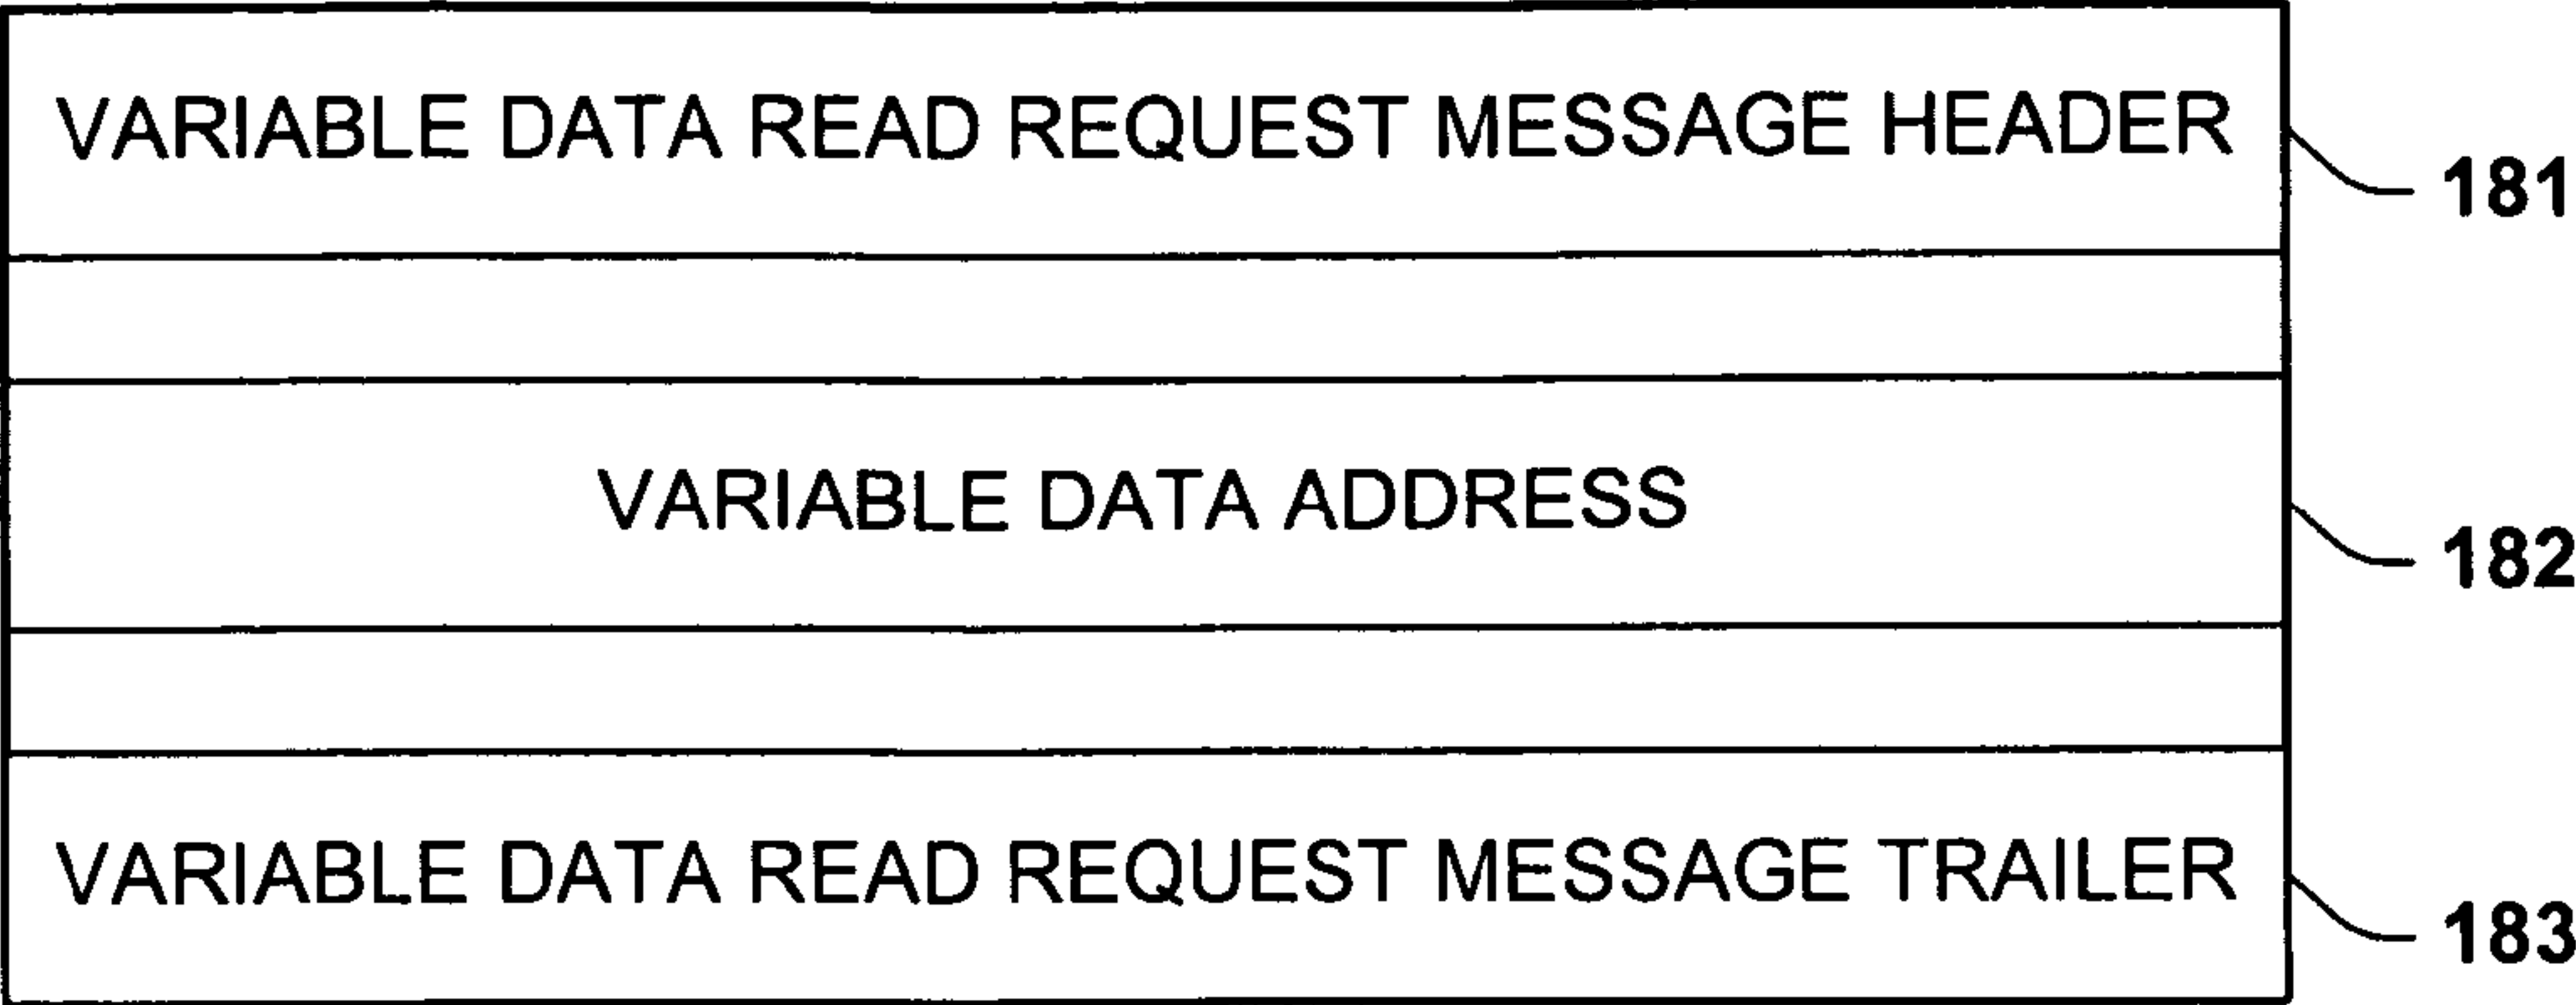 VARIABLE DATA READ REQUEST MESSAGE HEADER
181
VARIABLE DATA ADDRESS
182
VARIABLE DATA READ REQUEST MESSAGE TRAILER
183